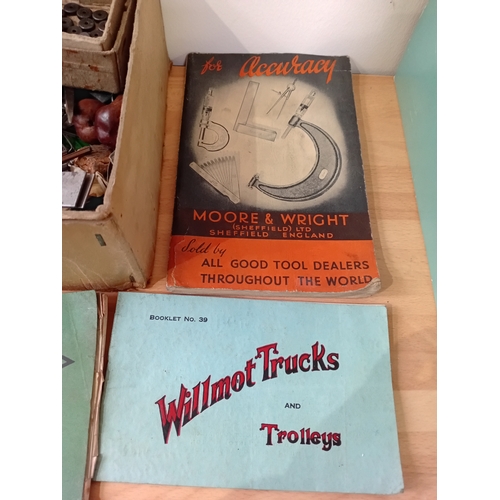 for Accuracy
MOORE & WRIGHT
(SHEFFIELD) LTD
SHEFFIELD ENGLAND
Sold by
ALL GOOD TOOL DEALERS
THROUGHOUT THE WORLD
BOOKLET NO. 39
Willmot Trucks
AND
Trolleys